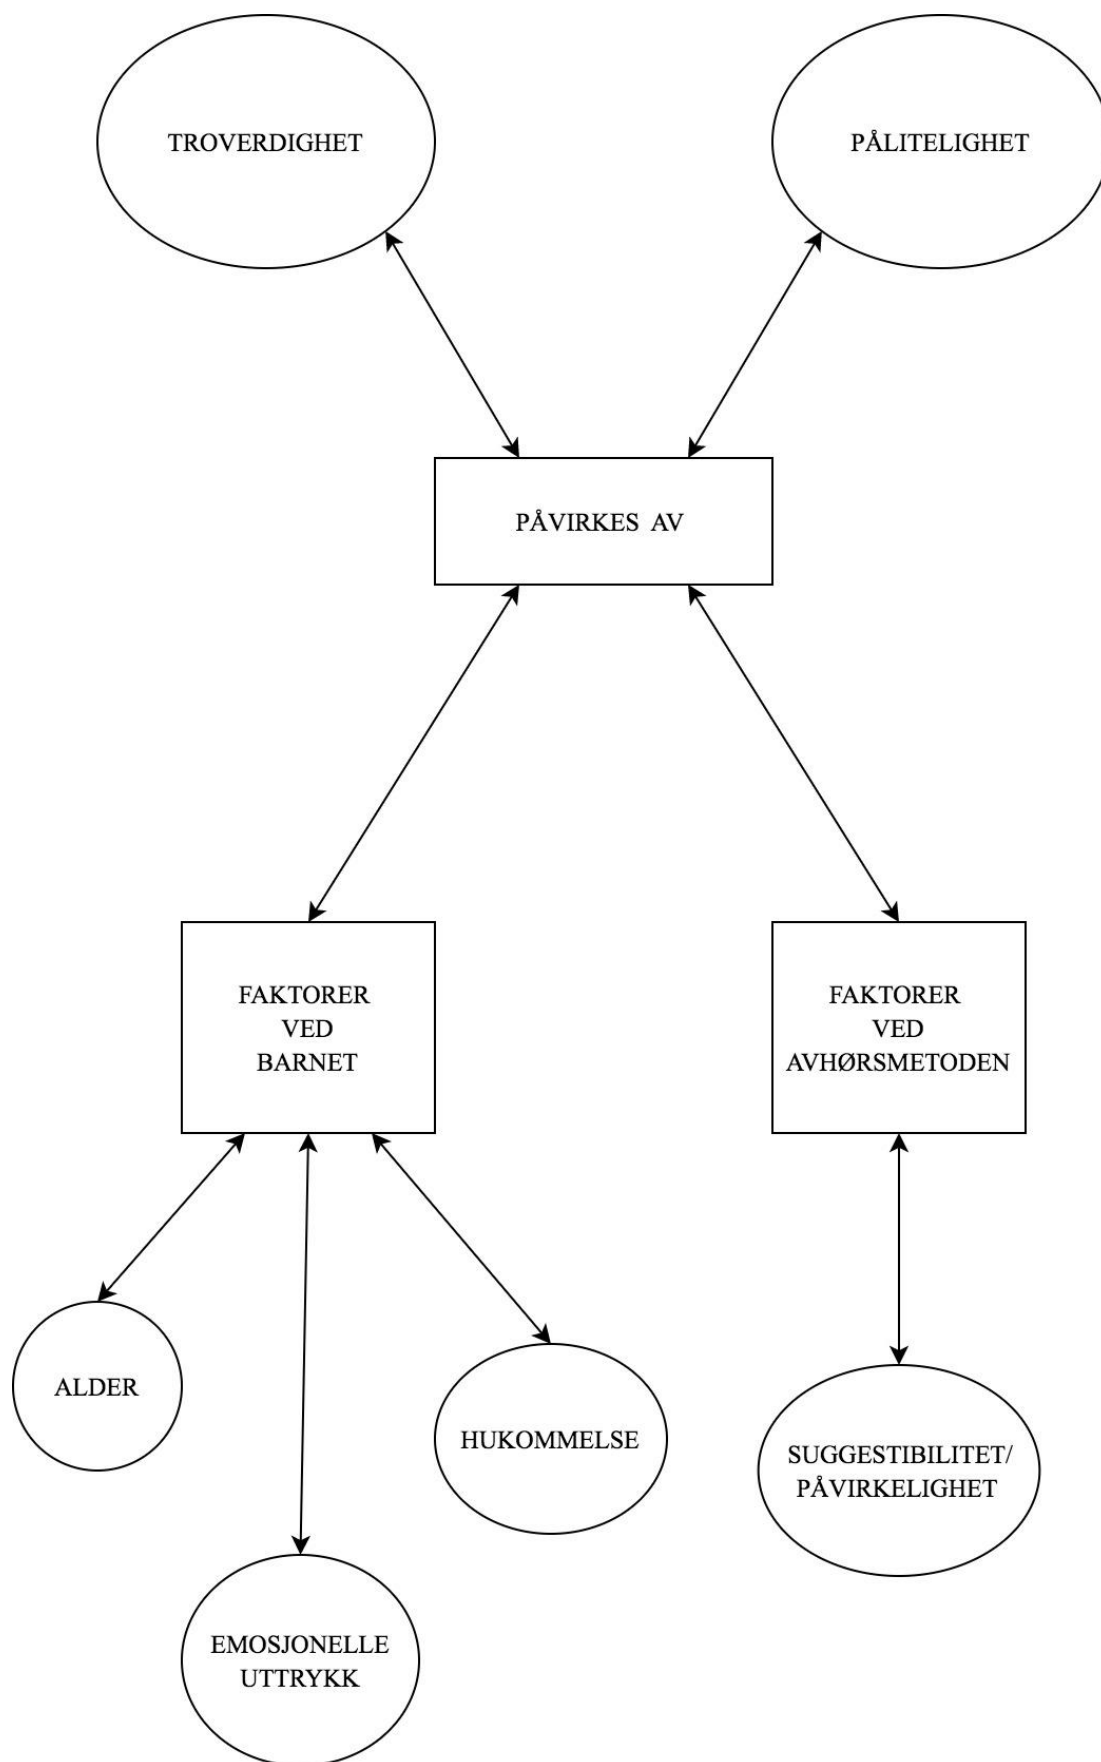 TROVERDIGHET
PÅLITELIGHET
PÅVIRKES AV
FAKTORER
VED
BARNET
FAKTORER
VED
AVHØRSMETODEN
ALDER
HUKOMMELSE
SUGGESTIBILITET/
PÅVIRKELIGHET
EMOSJONELLE
UTTRYKK